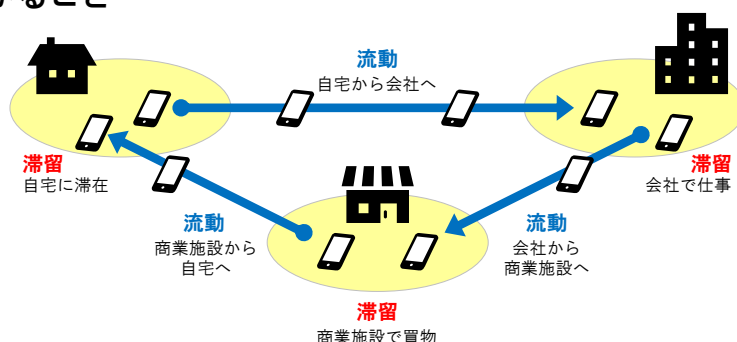 流動
自宅から会社へ
滞留
自宅に滞在
滞留
会社で仕事
流動
商業施設から
自宅へ
流動
会社から
商業施設へ
滞留
商業施設で買物